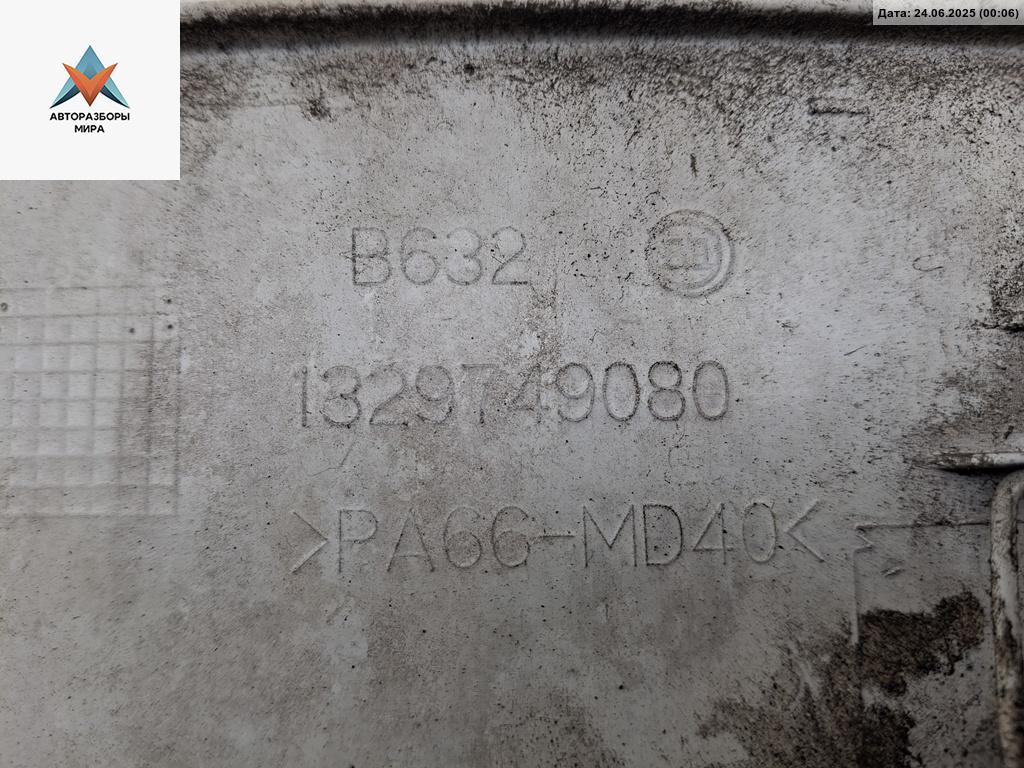 Дата: 24.06.2025 (00:06)
АВТОРАЗБОРЫ
МИРА
B632
1329749080
>PA66-MD40<